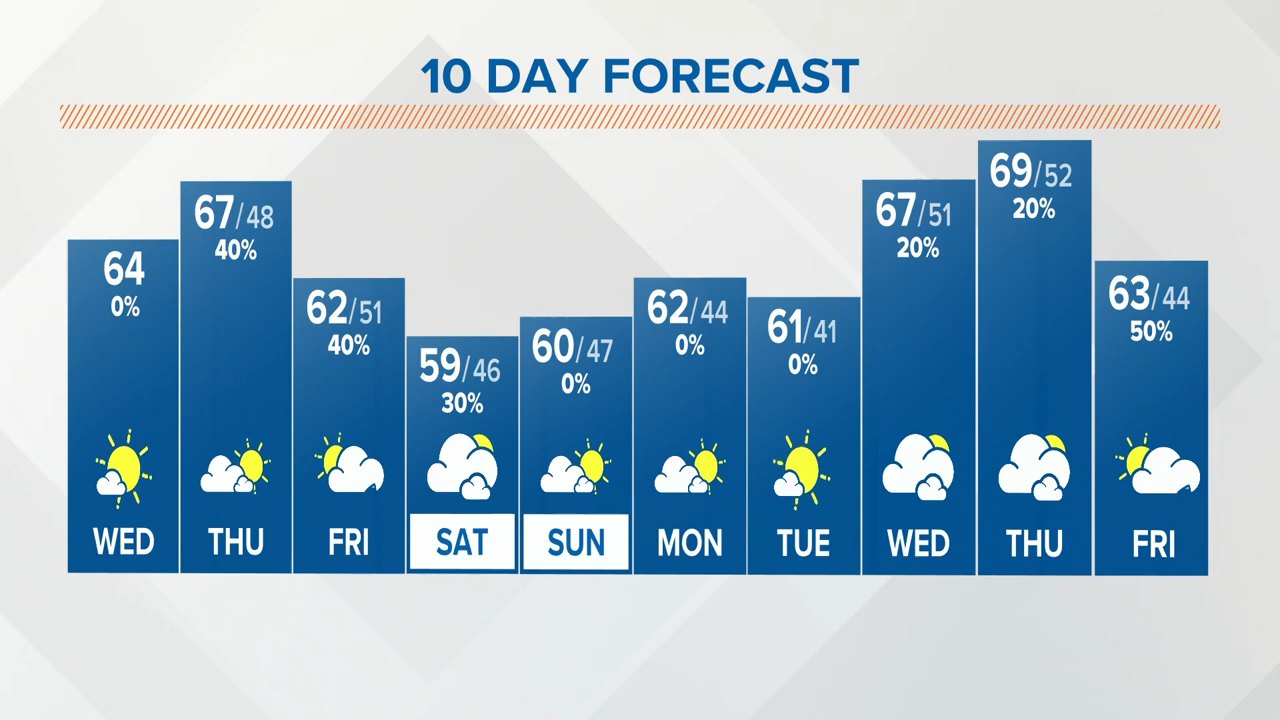 10 DAY FORECAST
64
0%
WED
67/48
40%
THU
62/51
40%
FRI
59/46
30%
SAT
60/47
0%
SUN
62/44
0%
MON
61/41
0%
TUE
67/51
20%
WED
69/52
20%
THU
63/44
50%
FRI